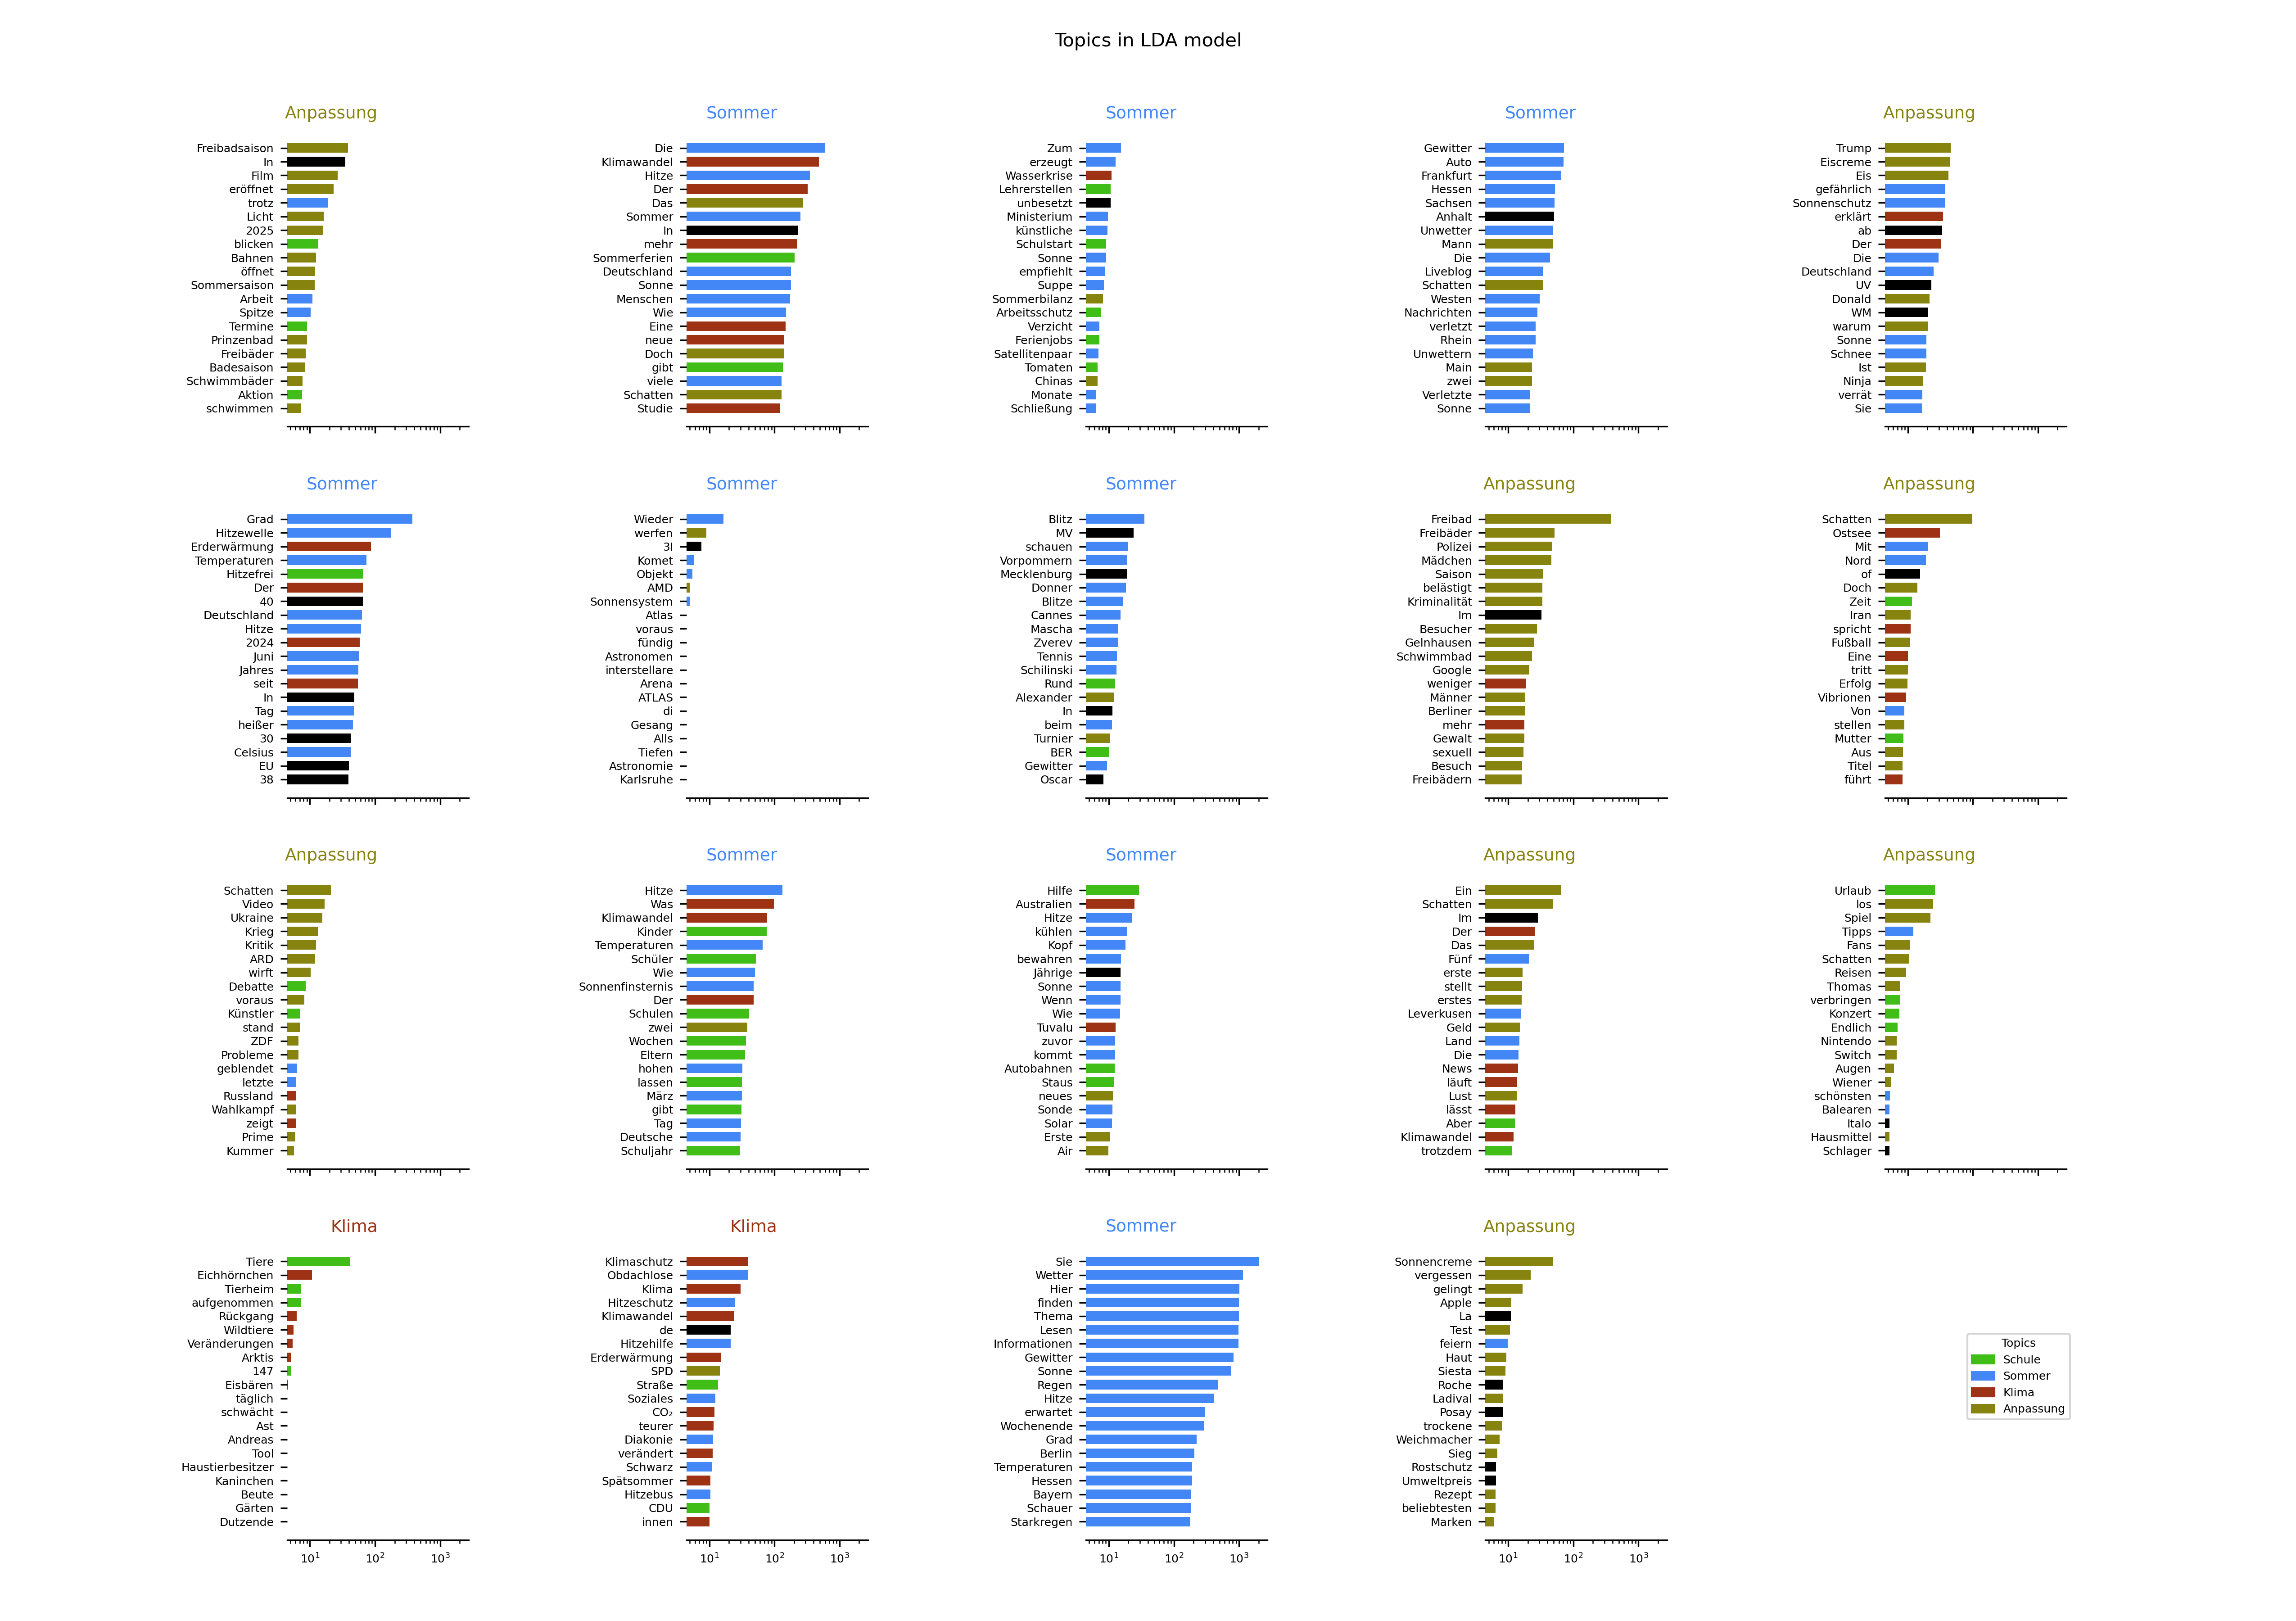 Topics in LDA model
Anpassung
Freibadsaison
In
Film
eröffnet
trotz
Licht
2025
blicken
Bahnen
öffnet
Sommersaison
Arbeit
Spitze
Termine
Prinzenbad
Freibäder
Badesaison
Schwimmbäder
Aktion
schwimmen
Sommer
Die
Klimawandel
Hitze
Der
Das
Sommer
In
mehr
Sommerferien
Deutschland
Sonne
Menschen
Wie
Eine
neue
Doch
gibt
viele
Schatten
Studie
Sommer
Zum
erzeugt
Wasserkrise
Lehrerstellen
unbesetzt
Ministerium
künstliche
Schulstart
Sonne
empfiehlt
Suppe
Sommerbilanz
Arbeitsschutz
Verzicht
Ferienjobs
Satellitenpaar
Tomaten
Chinas
Monate
Schließung
Sommer
Gewitter
Auto
Frankfurt
Hessen
Sachsen
Anhalt
Unwetter
Mann
Die
Liveblog
Schatten
Westen
Nachrichten
verletzt
Rhein
Unwettern
Main
zwei
Verletzte
Sonne
Anpassung
Trump
Eiscreme
Eis
gefährlich
Sonnenschutz
erklärt
ab
Der
Die
Deutschland
UV
Donald
WM
warum
Sonne
Schnee
Ist
Ninja
verrät
Sie
Sommer
Grad
Hitzewelle
Erderwärmung
Temperaturen
Hitzefrei
Der
40
Deutschland
Hitze
2024
Juni
Jahres
seit
In
Tag
heißer
30
Celsius
EU
38
Sommer
Wieder
werfen
3I
Komet
Objekt
AMD
Sonnensystem
Atlas
voraus
fündig
Astronomen
interstellare
Arena
ATLAS
di
Gesang
Alls
Tiefen
Astronomie
Karlsruhe
Sommer
Blitz
MV
schauen
Vorpommern
Mecklenburg
Donner
Blitze
Cannes
Mascha
Zverev
Tennis
Schilinski
Rund
Alexander
In
beim
Turnier
BER
Gewitter
Oscar
Anpassung
Freibad
Freibäder
Polizei
Mädchen
Saison
belästigt
Kriminalität
Im
Besucher
Gelnhausen
Schwimmbad
Google
weniger
Männer
Berliner
mehr
Gewalt
sexuell
Besuch
Freibädern
Anpassung
Schatten
Ostsee
Mit
Nord
of
Doch
Zeit
Iran
spricht
Fußball
Eine
tritt
Erfolg
Vibrionen
Von
stellen
Mutter
Aus
Titel
führt
Anpassung
Schatten
Video
Ukraine
Krieg
Kritik
ARD
wirft
Debatte
voraus
Künstler
stand
ZDF
Probleme
geblendet
letzte
Russland
Wahlkampf
zeigt
Prime
Kummer
Sommer
Hitze
Was
Klimawandel
Kinder
Temperaturen
Schüler
Wie
Sonnenfinsternis
Der
Schulen
zwei
Wochen
Eltern
hohen
lassen
März
gibt
Tag
Deutsche
Schuljahr
Sommer
Hilfe
Australien
Hitze
kühlen
Kopf
bewahren
Jährige
Sonne
Wenn
Wie
Tuvalu
zuvor
kommt
Autobahnen
Staus
neues
Sonde
Solar
Erste
Air
Anpassung
Ein
Schatten
Im
Der
Das
Fünf
erste
stellt
erstes
Leverkusen
Geld
Land
Die
News
läuft
Lust
lässt
Aber
Klimawandel
trotzdem
Anpassung
Urlaub
los
Spiel
Tipps
Fans
Schatten
Reisen
Thomas
verbringen
Konzert
Endlich
Nintendo
Switch
Augen
Wiener
schönsten
Balearen
Italo
Hausmittel
Schlager
Klima
Tiere
Eichhörnchen
Tierheim
aufgenommen
Rückgang
Wildtiere
Veränderungen
Arktis
147
Eisbären
täglich
schwächt
Ast
Andreas
Tool
Haustierbesitzer
Kaninchen
Beute
Gärten
Dutzende
10¹ 10² 10³
Klima
Klimaschutz
Obdachlose
Klima
Hitzeschutz
Klimawandel
de
Hitzehilfe
Erderwärmung
SPD
Straße
Soziales
CO₂
teurer
Diakonie
verändert
Schwarz
Spätsommer
Hitzebus
CDU
innen
10¹ 10² 10³
Sommer
Sie
Wetter
Hier
finden
Thema
Lesen
Informationen
Gewitter
Sonne
Regen
Hitze
erwartet
Wochenende
Grad
Berlin
Temperaturen
Hessen
Bayern
Schauer
Starkregen
10¹ 10² 10³
Anpassung
Sonnencreme
vergessen
gelingt
Apple
La
Test
feiern
Haut
Siesta
Roche
Ladival
Posay
trockene
Weichmacher
Sieg
Rostschutz
Umweltpreis
Rezept
beliebtesten
Marken
10¹ 10² 10³
Topics
Schule
Sommer
Klima
Anpassung